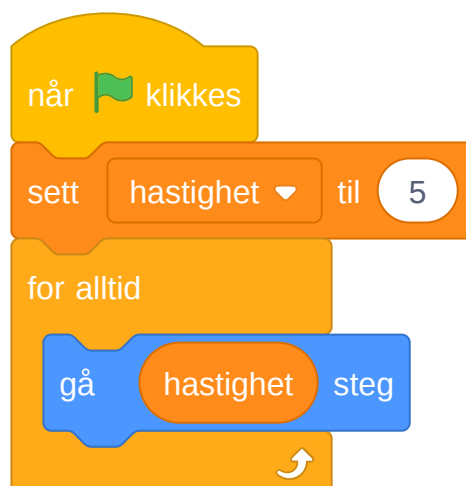 når klikkes
sett hastighet til 5
for alltid
gå hastighet steg